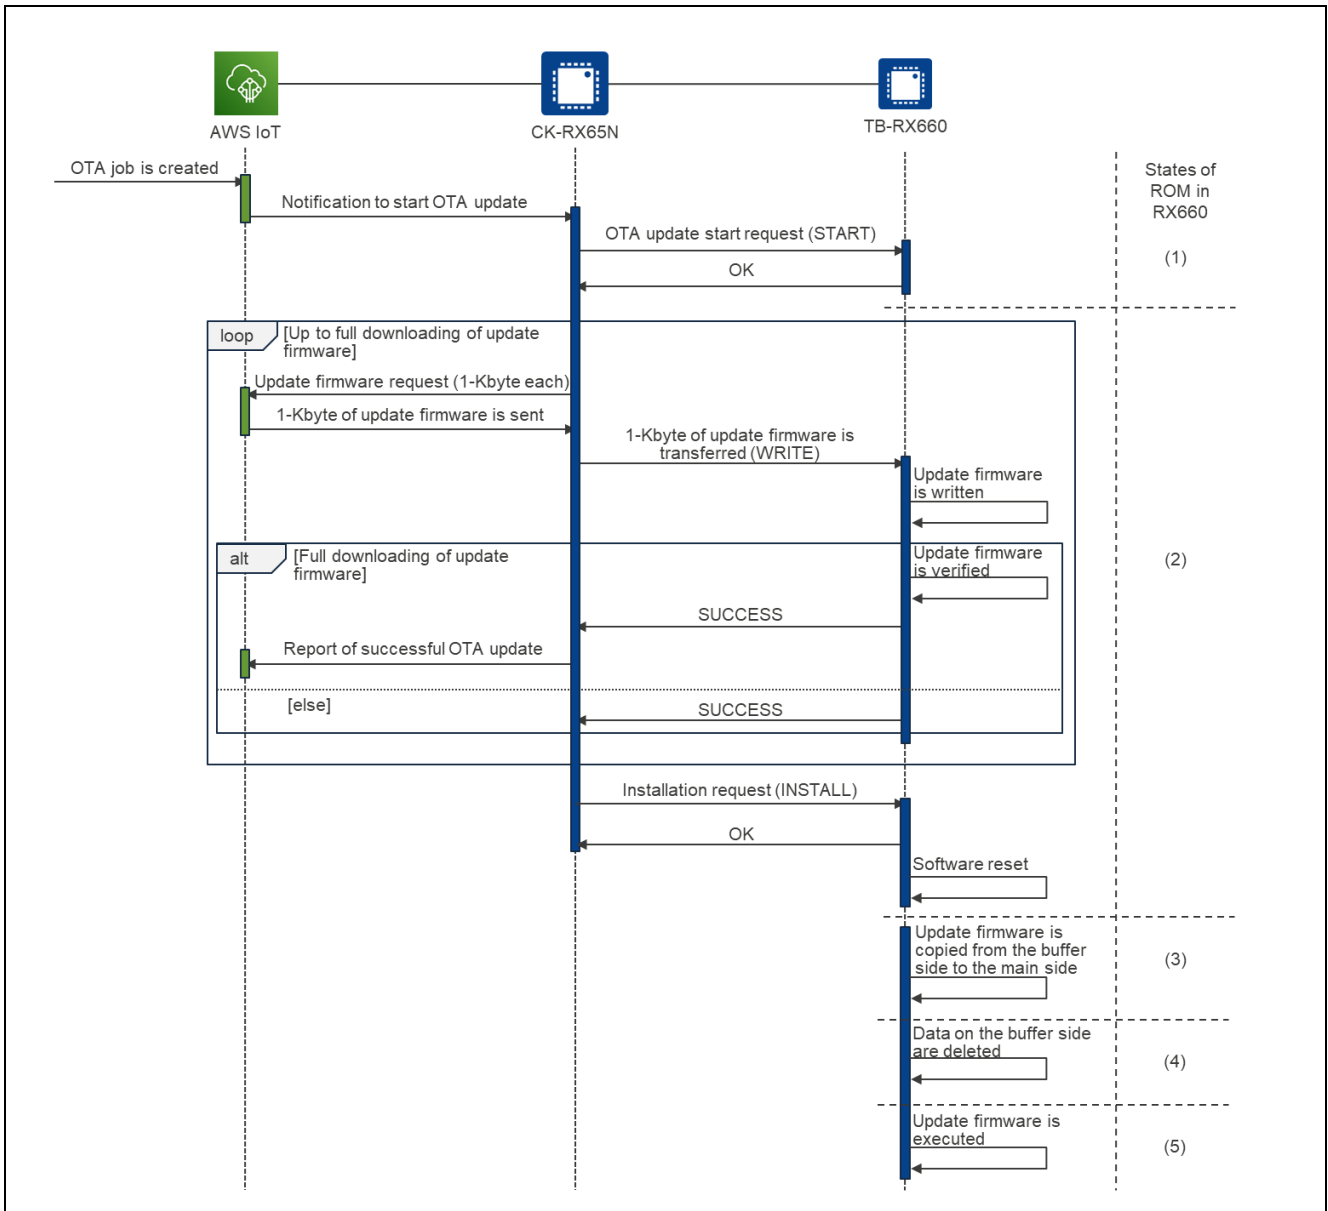 AWS IoT
CK-RX65N
TB-RX660
OTA job is created
States of
ROM in
RX660
Notification to start OTA update
OTA update start request (START)
(1)
OK
loop
[Up to full downloading of update
firmware]
Update firmware request (1-Kbyte each)
1-Kbyte of update firmware is sent
1-Kbyte of update firmware is
transferred (WRITE)
Update firmware
is written
alt
[Full downloading of update
firmware]
Update firmware
is verified
(2)
SUCCESS
Report of successful OTA update
[else]
SUCCESS
Installation request (INSTALL)
OK
Software reset
Update firmware is
copied from the buffer
side to the main side
(3)
Data on the buffer side
are deleted
(4)
Update firmware is
executed
(5)